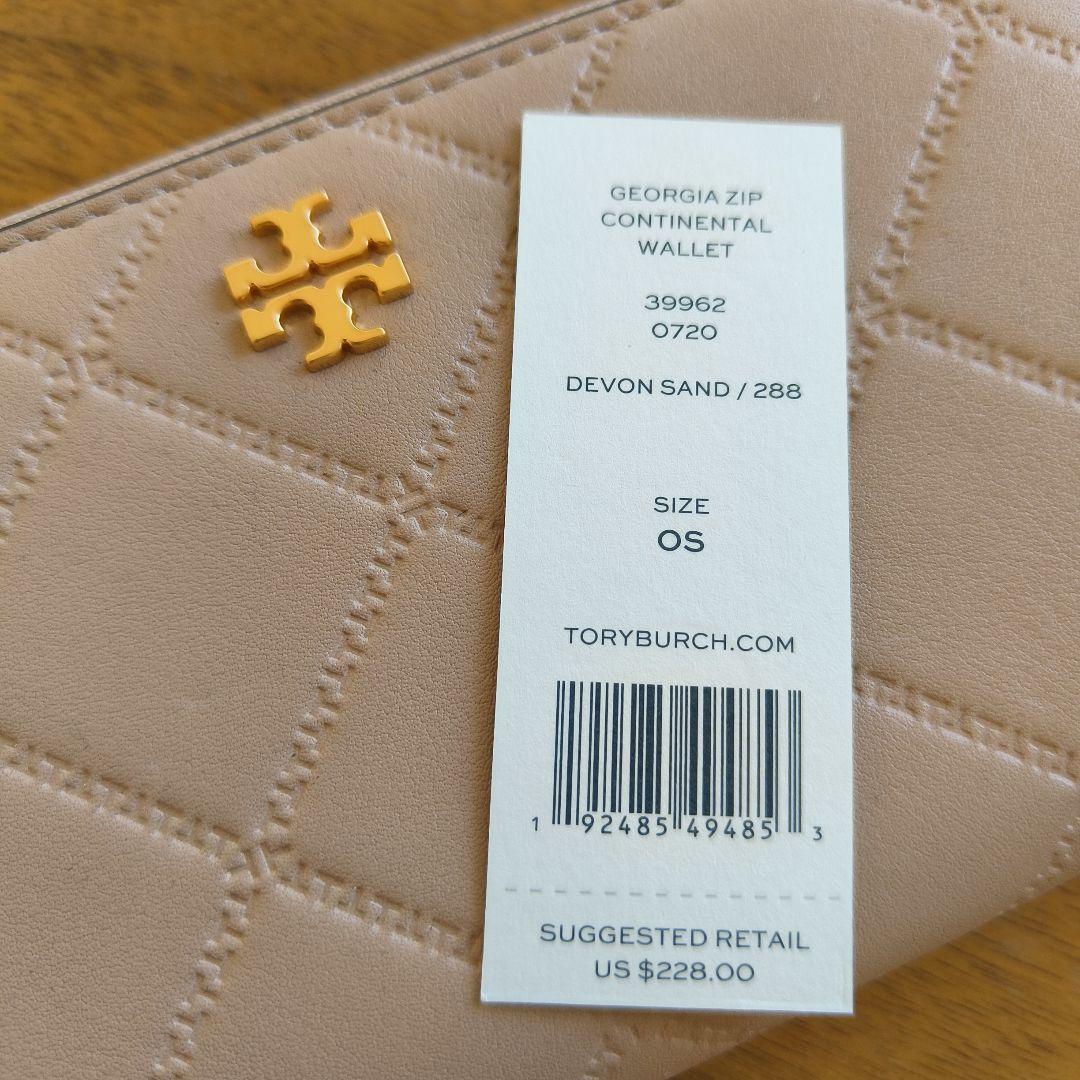 GEORGIA ZIP
CONTINENTAL
WALLET
39962
0720
DEVON SAND / 288
SIZE
OS
TORYBURCH.COM
1 92485 49485 3
SUGGESTED RETAIL
US $228.00